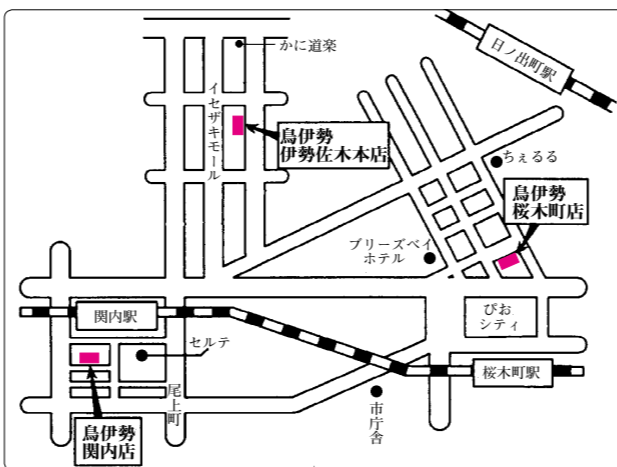 かに道楽
日ノ出町駅
イセザキモール
鳥伊勢
伊勢佐木本店
ちぇるる
鳥伊勢
桜木町店
ブリーズベイ
ホテル
ぴお
シティ
関内駅
セルテ
桜木町駅
尾上町
市庁舎
鳥伊勢
関内店